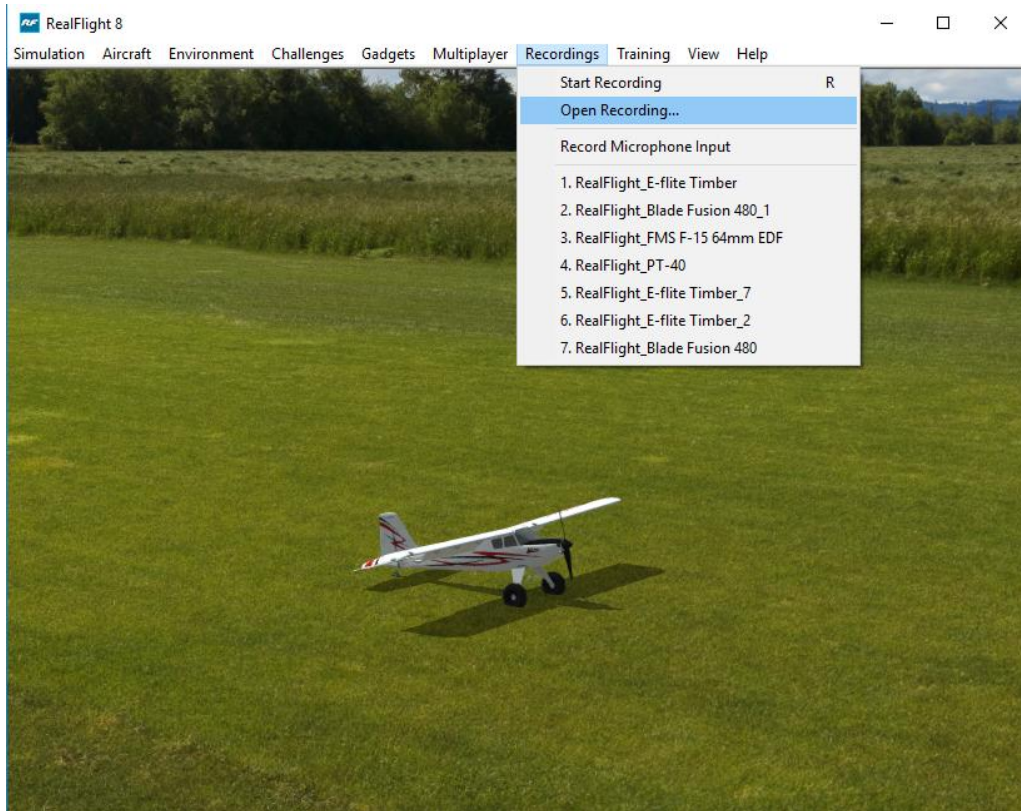 RF RealFlight 8
Simulation Aircraft Environment Challenges Gadgets Multiplayer Recordings Training View Help
Start Recording R
Open Recording...
Record Microphone Input
1. RealFlight_E-flite Timber
2. RealFlight_Blade Fusion 480_1
3. RealFlight_FMS F-15 64mm EDF
4. RealFlight_PT-40
5. RealFlight_E-flite Timber_7
6. RealFlight_E-flite Timber_2
7. RealFlight_Blade Fusion 480